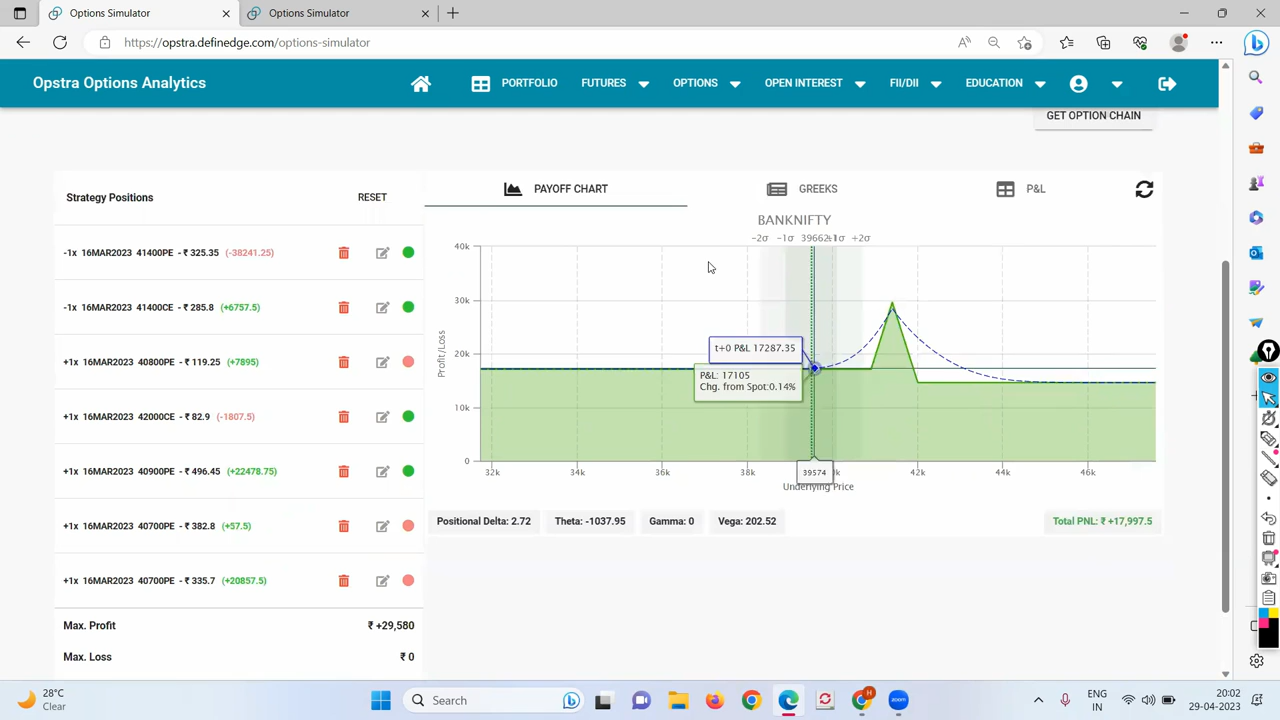 Options Simulator
Options Simulator
https://opstra.definedge.com/options-simulator
Opstra Options Analytics
PORTFOLIO
FUTURES
OPTIONS
OPEN INTEREST
FII/DII
EDUCATION
GET OPTION CHAIN
Strategy Positions
RESET
PAYOFF CHART
GREEKS
P&L
BANKNIFTY
-2σ -1σ 39662 +1σ +2σ
-1x 16MAR2023 41400PE - ₹ 325.35 (-38241.25)
-1x 16MAR2023 41400CE - ₹ 285.8 (+6757.5)
+1x 16MAR2023 40800PE - ₹ 119.25 (+7895)
+1x 16MAR2023 42000CE - ₹ 82.9 (-1807.5)
+1x 16MAR2023 40900PE - ₹ 496.45 (+22478.75)
+1x 16MAR2023 40700PE - ₹ 382.8 (+57.5)
+1x 16MAR2023 40700PE - ₹ 335.7 (+20857.5)
Max. Profit ₹ +29,580
Max. Loss ₹ 0
40k
30k
20k
10k
0
Profit/Loss
t+0 P&L 17287.35
P&L: 17105
Chg. from Spot:0.14%
32k 34k 36k 38k 39574 42k 44k 46k
Underlying Price
Positional Delta: 2.72
Theta: -1037.95
Gamma: 0
Vega: 202.52
Total PNL: ₹ +17,997.5
28°C
Clear
Search
H
zoom
ENG
IN
20:02
29-04-2023